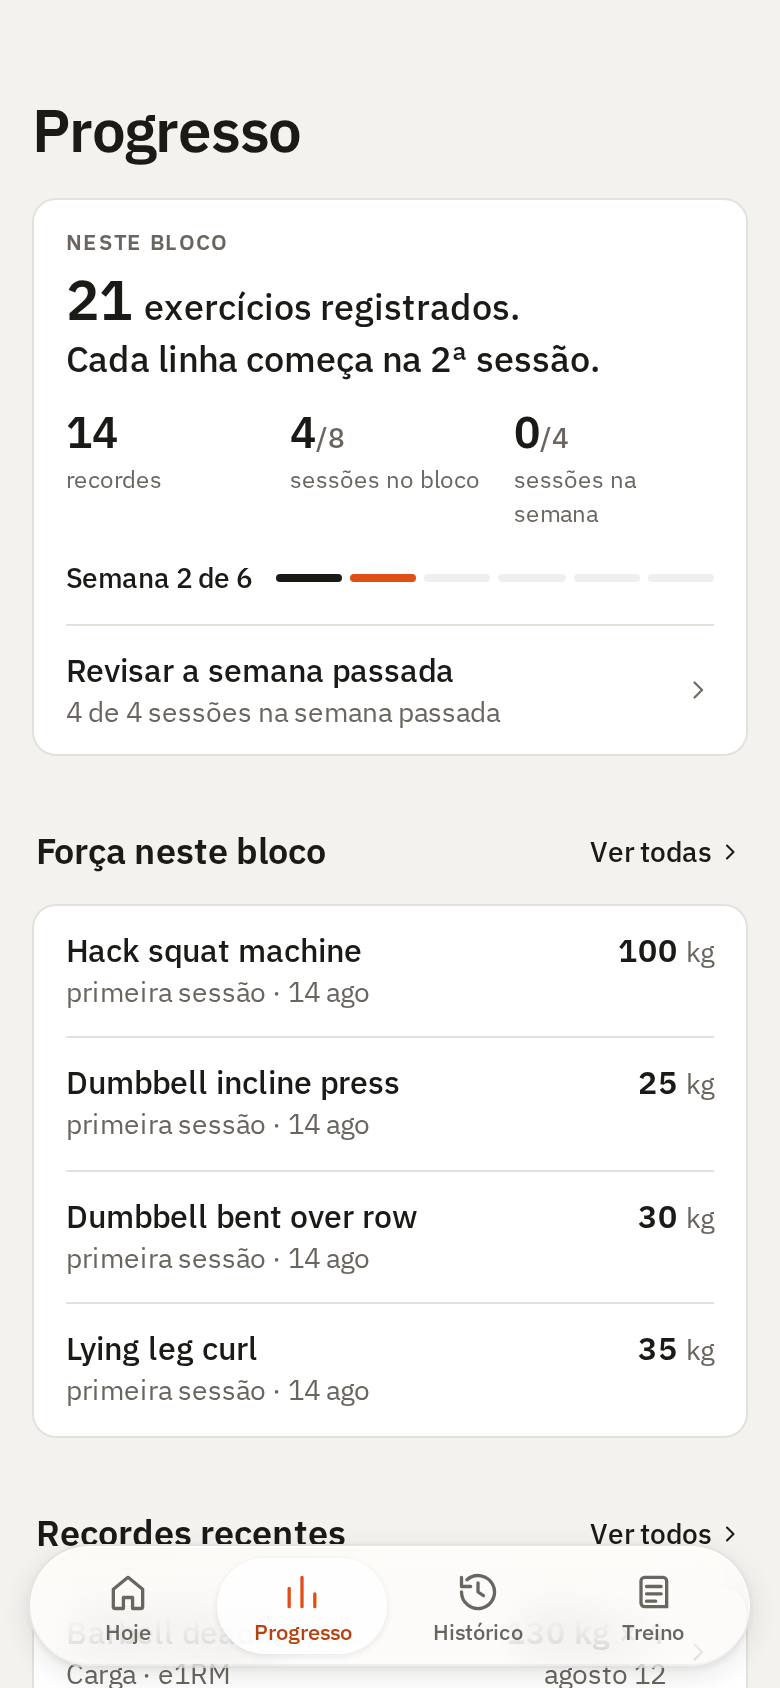 Progresso
NESTE BLOCO
21 exercícios registrados.
Cada linha começa na 2ª sessão.
14
recordes
4/8
sessões no bloco
0/4
sessões na
semana
Semana 2 de 6
Revisar a semana passada
4 de 4 sessões na semana passada
Força neste bloco
Ver todas
Hack squat machine
100 kg
primeira sessão · 14 ago
Dumbbell incline press
25 kg
primeira sessão · 14 ago
Dumbbell bent over row
30 kg
primeira sessão · 14 ago
Lying leg curl
35 kg
primeira sessão · 14 ago
Recordes recentes
Ver todos
Barbell
130 kg
Hoje
Progresso
Histórico
Treino
Carga · e1RM
agosto 12